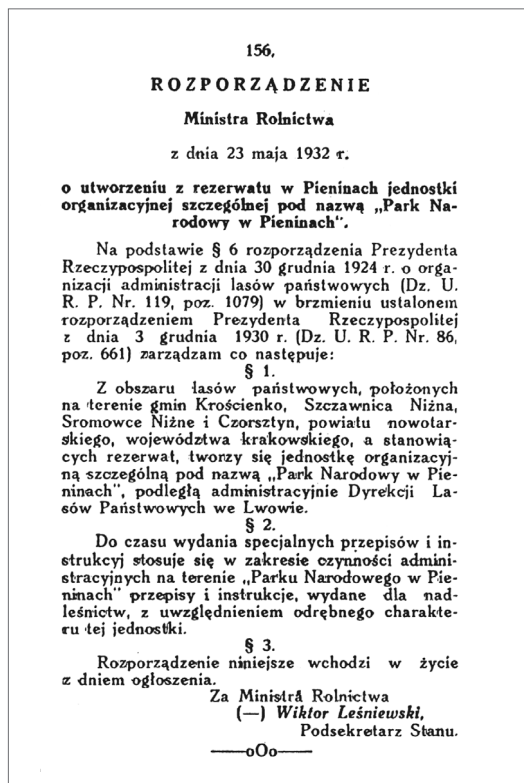 156.
ROZPORZĄDZENIE
Ministra Rolnictwa
z dnia 23 maja 1932 r.
o utworzeniu z rezerwatu w Pieninach jednostki
organizacyjnej szczególnej pod nazwą „Park Na-
rodowy w Pieninach".
Na podstawie § 6 rozporządzenia Prezydenta
Rzeczypospolitej z dnia 30 grudnia 1924 r. o orga-
nizacji administracji lasów państwowych (Dz. U.
R. P. Nr. 119, poz. 1079) w brzmieniu ustalonem
rozporządzeniem Prezydenta Rzeczypospolitej
z dnia 3 grudnia 1930 r. (Dz. U. R. P. Nr. 86,
poz. 661) zarządzam co następuje:
§ 1.
Z obszaru lasów państwowych, położonych
na terenie gmin Krościenko, Szczawnica Niżna,
Sromowce Niżne i Czorsztyn, powiatu nowotar-
skiego, województwa krakowskiego, a stanowią-
cych rezerwat, tworzy się jednostkę organizacyj-
ną szczególną pod nazwą „Park Narodowy w Pie-
ninach", podległą administracyjnie Dyrekcji La-
sów Państwowych we Lwowie.
§ 2.
Do czasu wydania specjalnych przepisów i in-
strukcyj stosuje się w zakresie czynności admini-
stracyjnych na terenie „Parku Narodowego w Pie-
ninach" przepisy i instrukcje, wydane dla nad-
leśnictw, z uwzględnieniem odrębnego charakte-
ru tej jednostki.
§ 3.
Rozporządzenie niniejsze wchodzi w życie
z dniem ogłoszenia.
Za Ministra Rolnictwa
(—) Wiktor Leśniewski,
Podsekretarz Stanu.
——oOo——